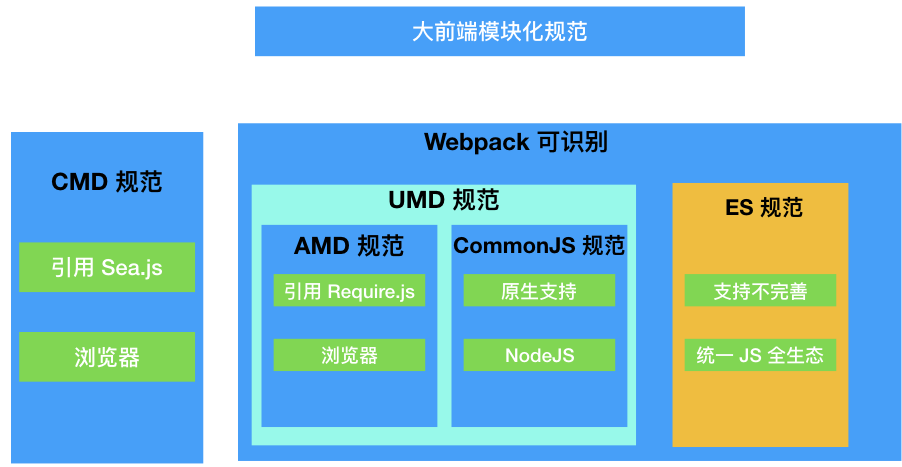 大前端模块化规范
CMD 规范
引用 Sea.js
浏览器
Webpack 可识别
UMD 规范
AMD 规范
引用 Require.js
浏览器
CommonJS 规范
原生支持
NodeJS
ES 规范
支持不完善
统一 JS 全生态